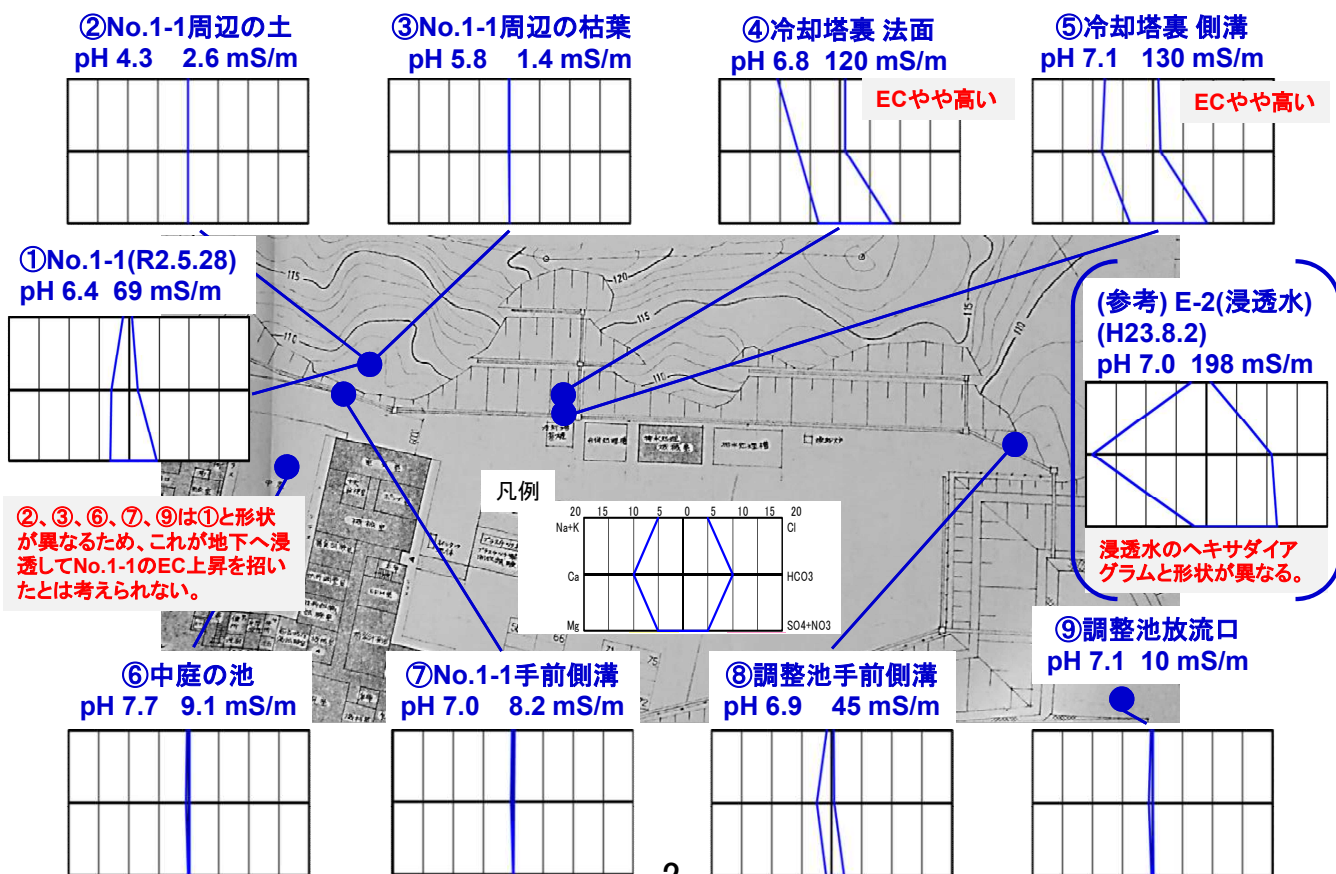 ②No.1-1周辺の土
pH 4.3 2.6 mS/m
③No.1-1周辺の枯葉
pH 5.8 1.4 mS/m
④冷却塔裏 法面
pH 6.8 120 mS/m
ECやや高い
⑤冷却塔裏 側溝
pH 7.1 130 mS/m
ECやや高い
①No.1-1(R2.5.28)
pH 6.4 69 mS/m
(参考) E-2(浸透水)
(H23.8.2)
pH 7.0 198 mS/m
115
120
115
115
110
110
110
②、③、⑥、⑦、⑨は①と形状
が異なるため、これが地下へ浸
透してNo.1-1のEC上昇を招い
たとは考えられない。
凡例
20 15 10 5 0 5 10 15 20
Na+K Cl
Ca HCO3
Mg SO4+NO3
浸透水のヘキサダイア
グラムと形状が異なる。
⑥中庭の池
pH 7.7 9.1 mS/m
⑦No.1-1手前側溝
pH 7.0 8.2 mS/m
⑧調整池手前側溝
pH 6.9 45 mS/m
⑨調整池放流口
pH 7.1 10 mS/m